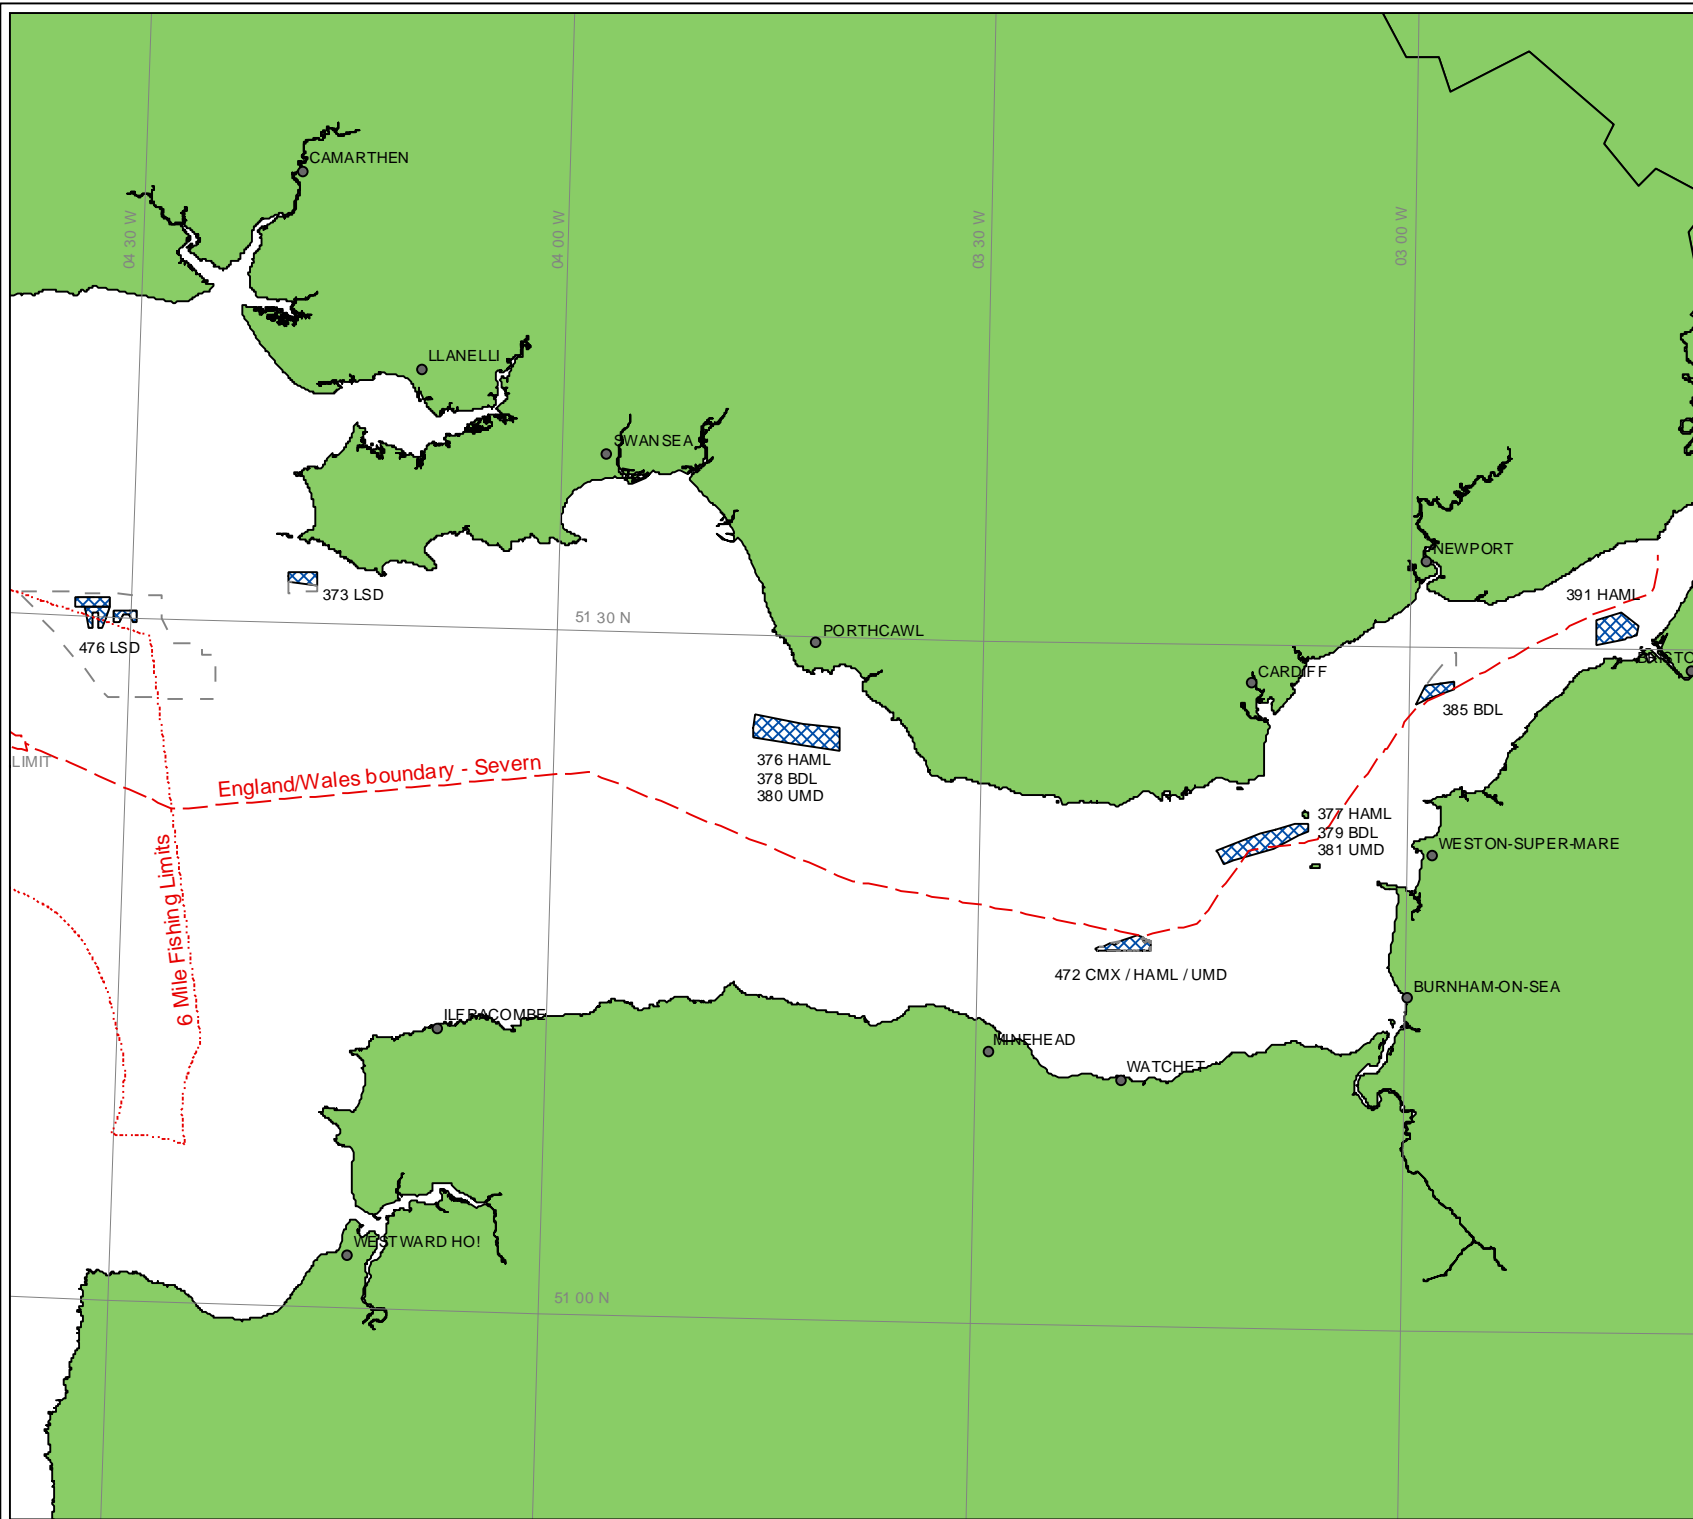 CAMARTHEN
04 30 W
04 00 W
03 30 W
03 00 W
LLANELLI
SWANSEA
NEWPORT
373 LSD
391 HAML
51 30 N
PORTHCAWL
476 LSD
CARDIFF
385 BDL
LIMIT
England/Wales boundary - Severn
376 HAML
378 BDL
380 UMD
377 HAML
379 BDL
381 UMD
WESTON-SUPER-MARE
6 Mile Fishing Limits
472 CMX / HAML / UMD
BURNHAM-ON-SEA
ILFRACOMBE
MINEHEAD
WATCHET
WESTWARD HO!
51 00 N